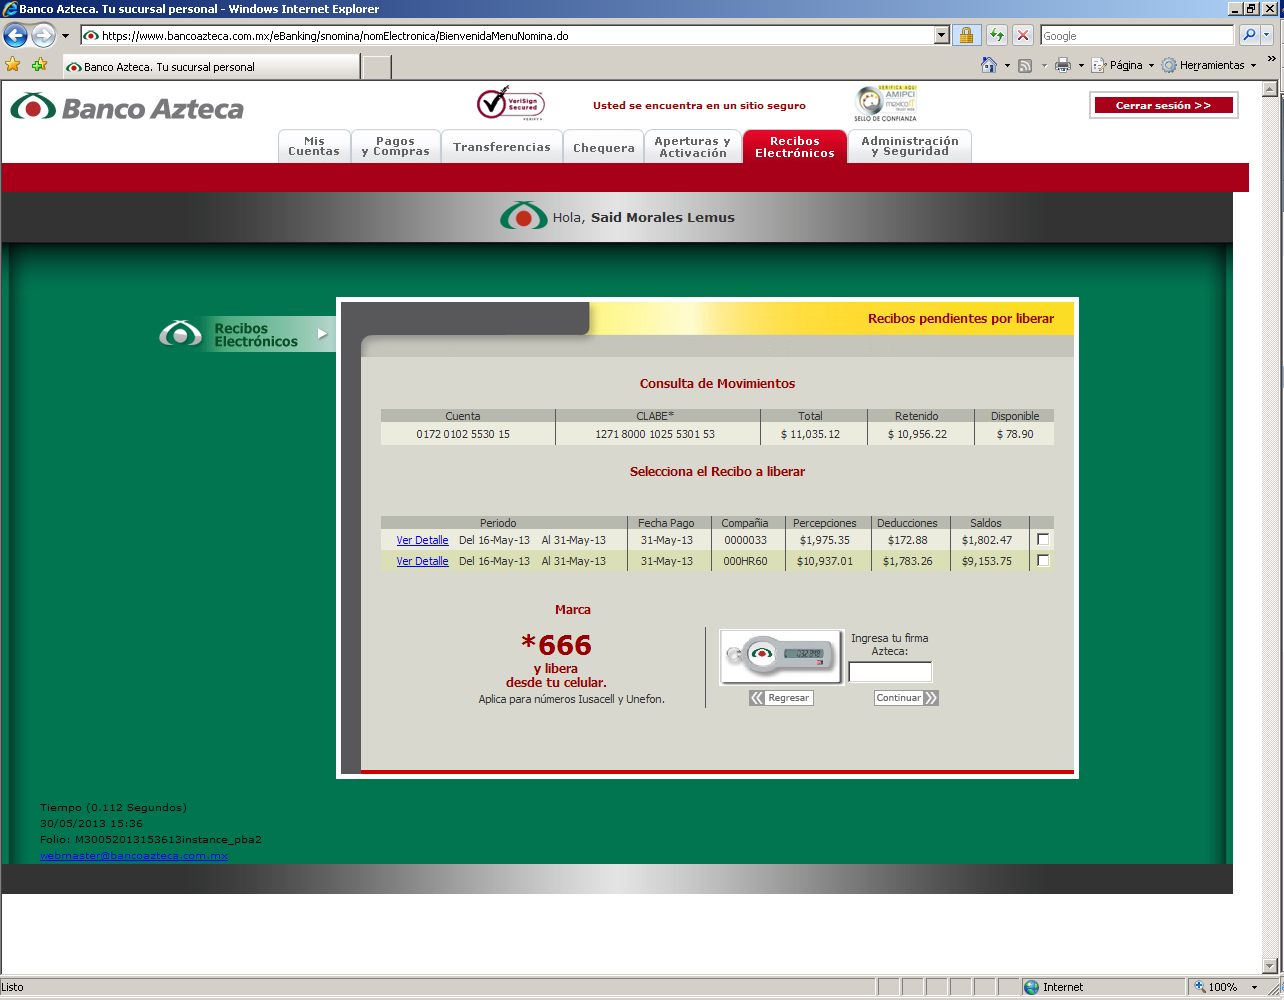 Banco Azteca. Tu sucursal personal - Windows Internet Explorer
https://www.bancoazteca.com.mx/eBanking/snomina/nomElectronica/BienvenidaMenuNomina.do
Google
Banco Azteca. Tu sucursal personal
Página
Herramientas
Banco Azteca
VeriSign Secured
VERIFY
Usted se encuentra en un sitio seguro
VERIFICA AQUI
AMIPCI
SELLO DE CONFIANZA
Cerrar sesión >>
Mis Cuentas
Pagos y Compras
Transferencias
Chequera
Aperturas y Activación
Recibos Electrónicos
Administración y Seguridad
Hola, Said Morales Lemus
Recibos Electrónicos
Recibos pendientes por liberar
Consulta de Movimientos
Cuenta CLABE* Total Retenido Disponible
0172 0102 5530 15 1271 8000 1025 5301 53 $ 11,035.12 $ 10,956.22 $ 78.90
Selecciona el Recibo a liberar
Periodo Fecha Pago Compañia Percepciones Deducciones Saldos
Ver Detalle Del 16-May-13 Al 31-May-13 31-May-13 0000033 $1,975.35 $172.88 $1,802.47
Ver Detalle Del 16-May-13 Al 31-May-13 31-May-13 000HR60 $10,937.01 $1,783.26 $9,153.75
Marca
*666
y libera
desde tu celular.
Aplica para números Iusacell y Unefon.
Ingresa tu firma
Azteca:
Regresar
Continuar
Tiempo (0.112 Segundos)
30/05/2013 15:36
Folio: M30052013153613instance_pba2
webmaster@bancoazteca.com.mx
Listo
Internet
100%